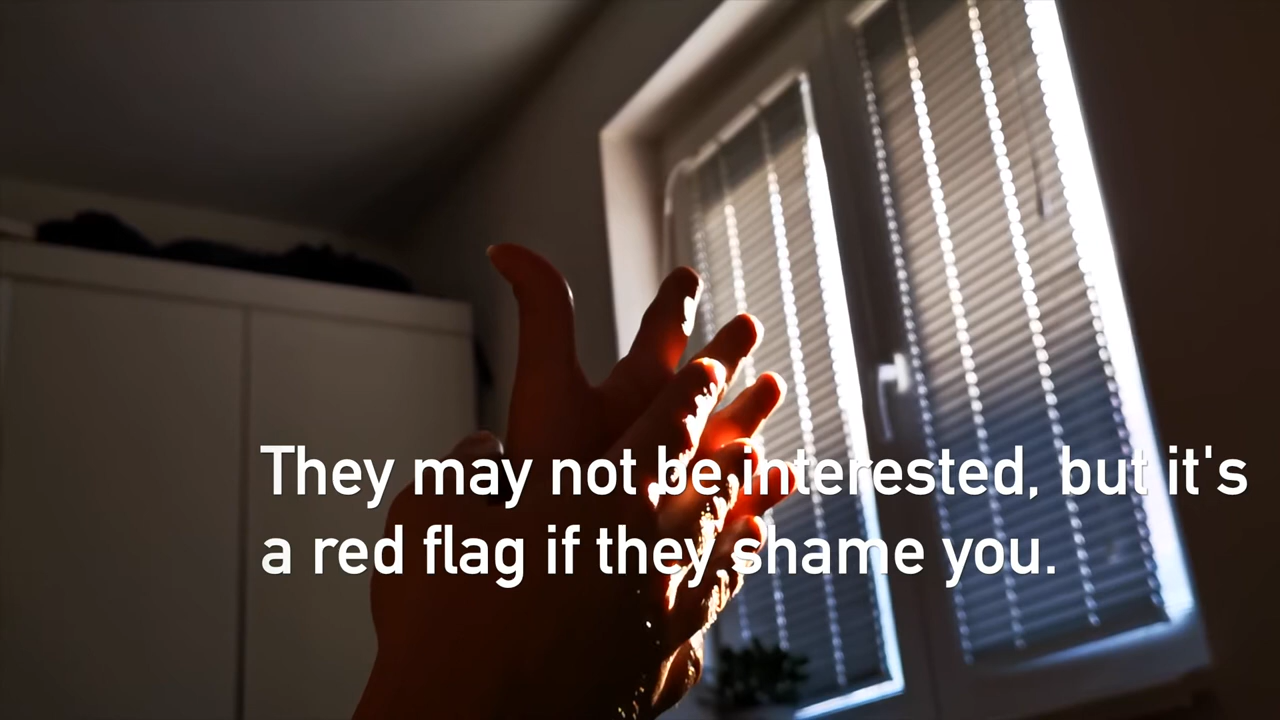 They may not be interested, but it's
a red flag if they shame you.